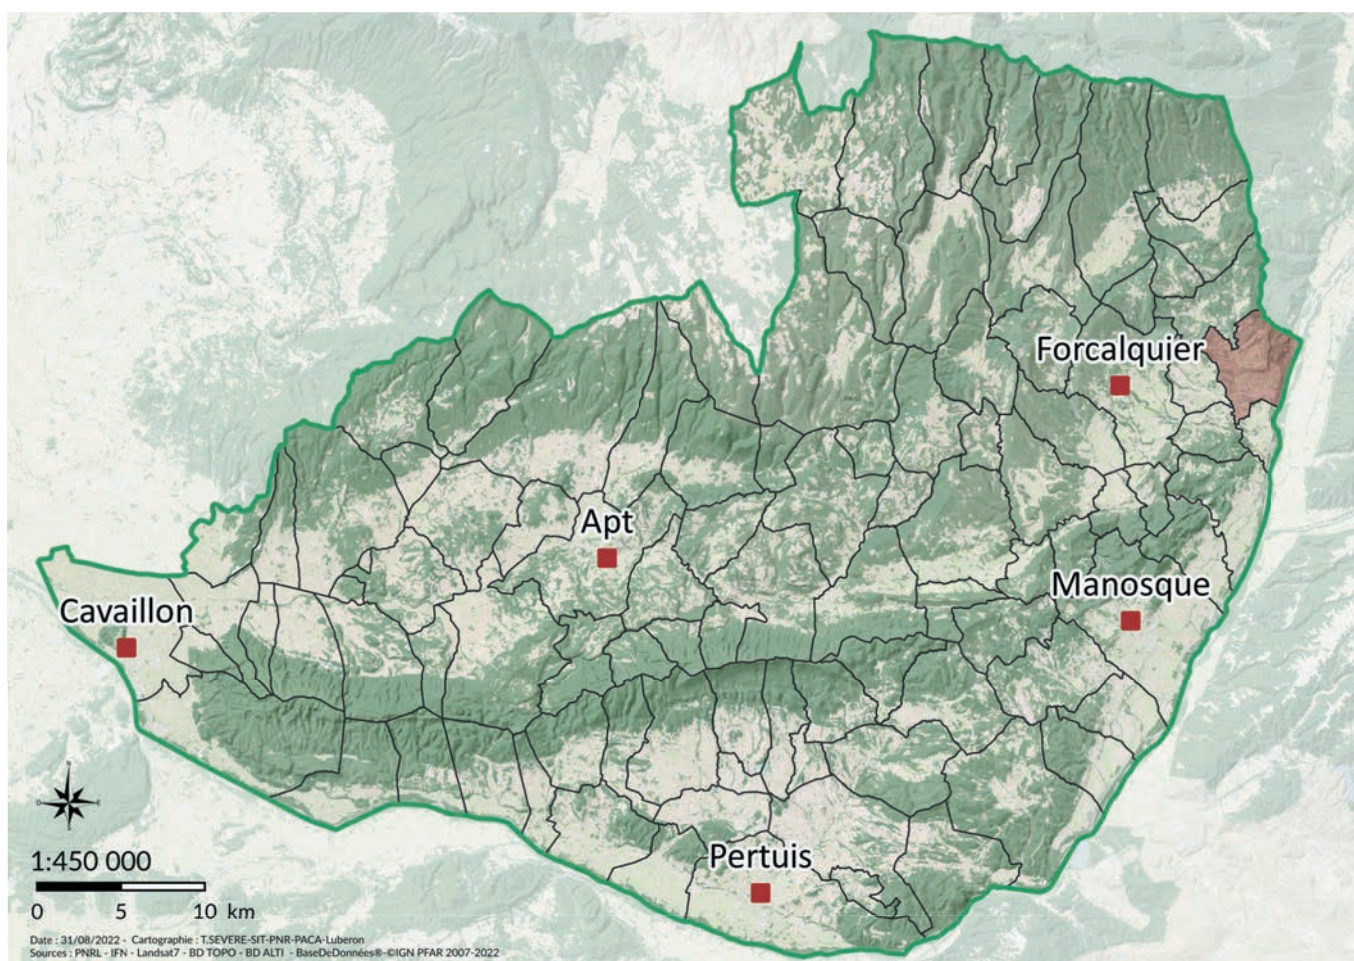 Forcalquier
Apt
Manosque
Cavaillon
Pertuis
N
O
E
S
1:450 000
0 5 10 km
Date : 31/08/2022 - Cartographie : T.SEVERE-SIT-PNR-PACA-Luberon
Sources : PNRL - IFN - Landsat7 - BD TOPO - BD ALTI - BaseDeDonnées®-©IGN PFAR 2007-2022